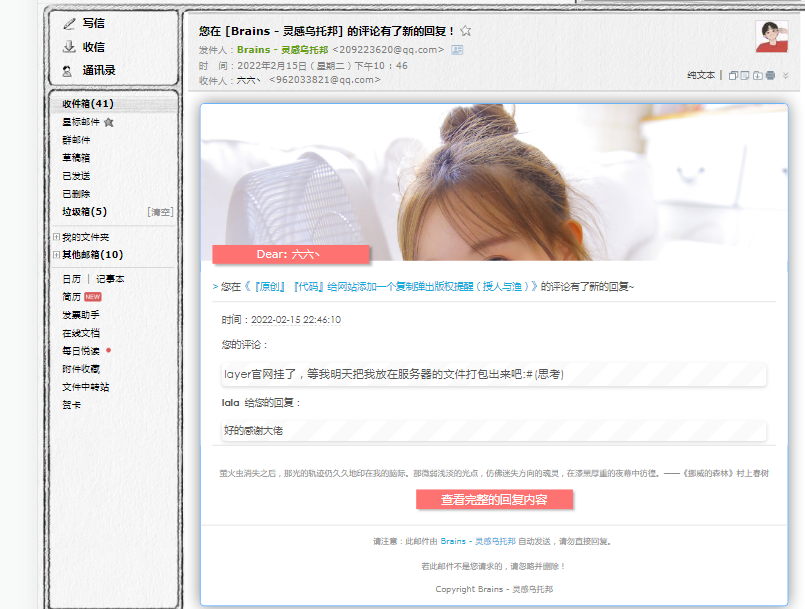 写信
收信
通讯录
收件箱(41)
星标邮件
群邮件
草稿箱
已发送
已删除
垃圾箱(5) [清空]
我的文件夹
其他邮箱(10)
日历 | 记事本
简历 NEW
发票助手
在线文档
每日悦读
附件收藏
文件中转站
贺卡
您在 [Brains - 灵感乌托邦] 的评论有了新的回复！
发件人：Brains - 灵感乌托邦 <209223620@qq.com>
时　间：2022年2月15日（星期二）下午10：46
收件人：六六丶 <962033821@qq.com>
纯文本 |
Dear: 六六丶
> 您在《『原创』『代码』给网站添加一个复制弹出版权提醒（授人与渔）》的评论有了新的回复~
时间：2022-02-15 22:46:10
您的评论：
layer官网挂了，等我明天把我放在服务器的文件打包出来吧:#(思考)
lala 给您的回复：
好的感谢大佬
萤火虫消失之后，那光的轨迹仍久久地印在我的脑际。那微弱浅淡的光点，仿佛迷失方向的魂灵，在漆黑厚重的夜幕中彷徨。——《挪威的森林》村上春树
查看完整的回复内容
请注意：此邮件由 Brains - 灵感乌托邦 自动发送，请勿直接回复。
若此邮件不是您请求的，请忽略并删除！
Copyright Brains - 灵感乌托邦